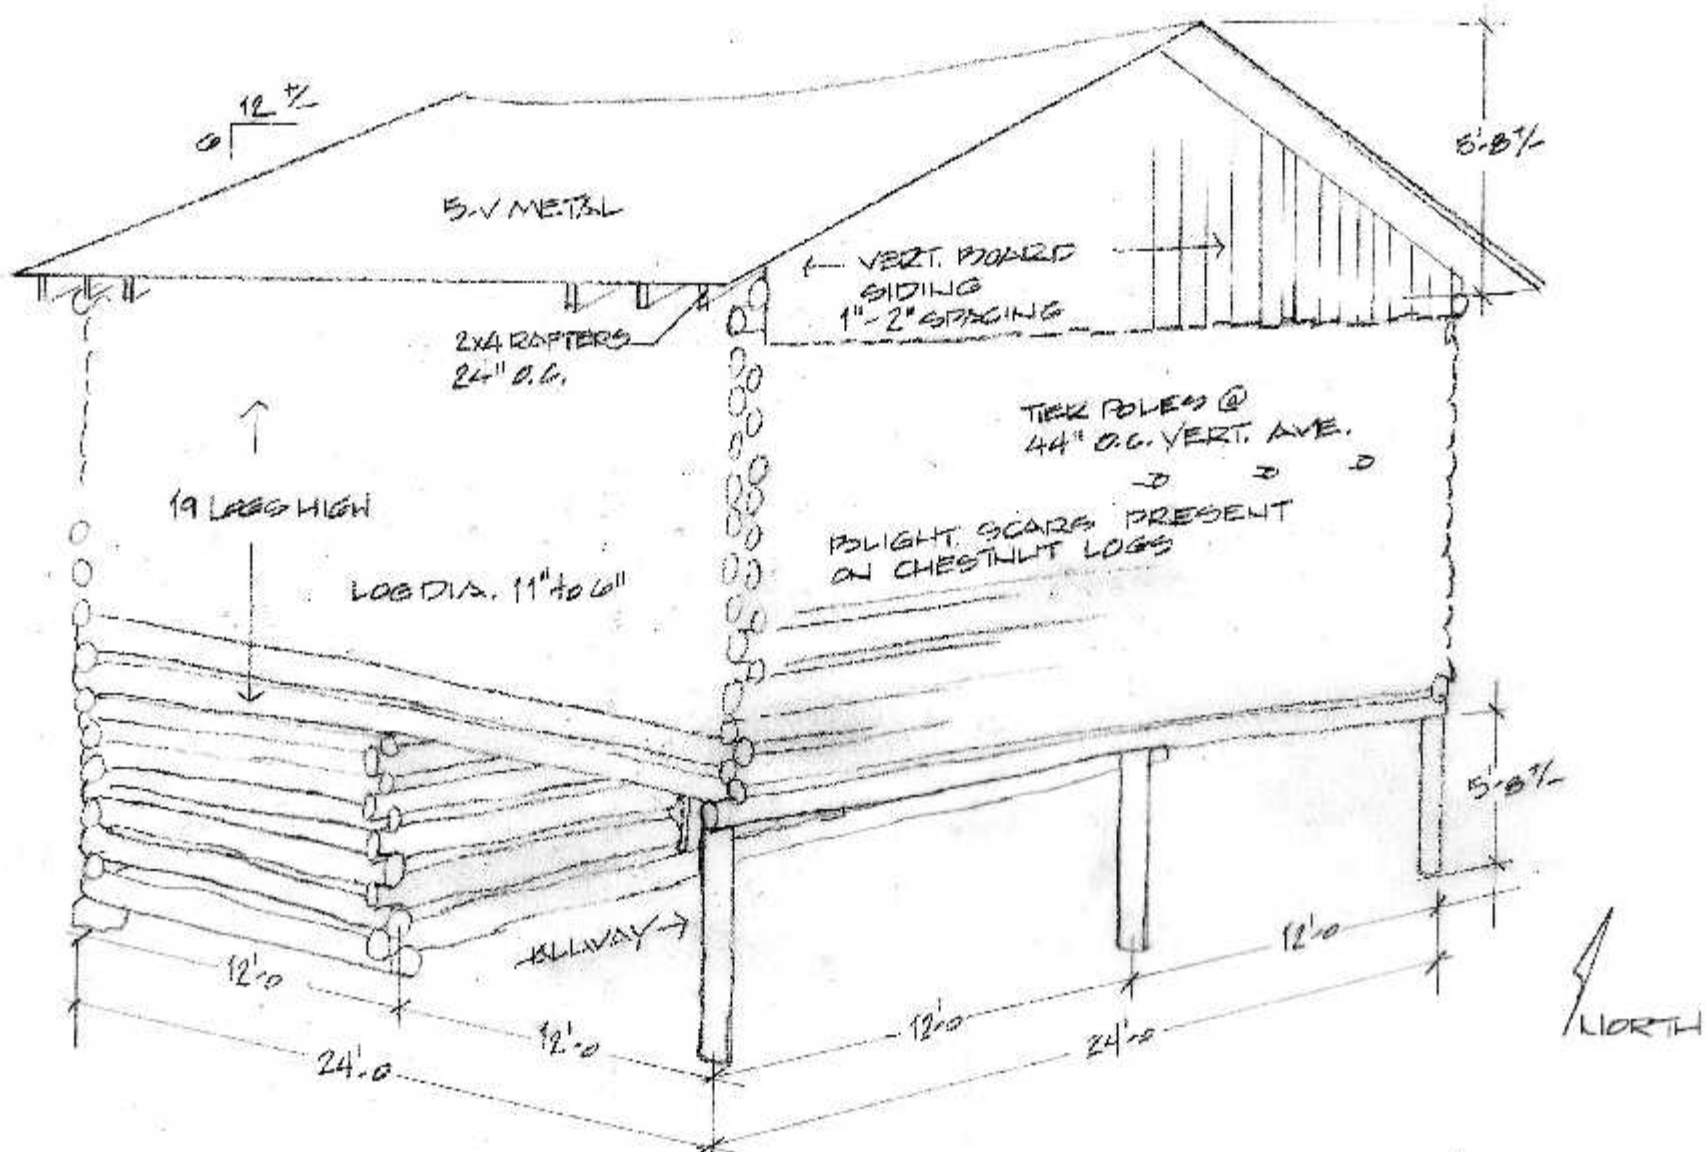 12 +/-
6
5-V METAL
5'-8 +/-
← VERT. BOARD →
SIDING
1"-2" SPACING
2x4 RAFTERS
24" O.C.
TIER POLES @
44" O.C. VERT. AVE.
19 LOGS HIGH
BLIGHT SCARS PRESENT
ON CHESTNUT LOGS
LOG DIA. 11" to 6"
5'-8 +/-
ALLWAY →
12'-0
12'-0
24'-0
12'-0
12'-0
24'-0
NORTH